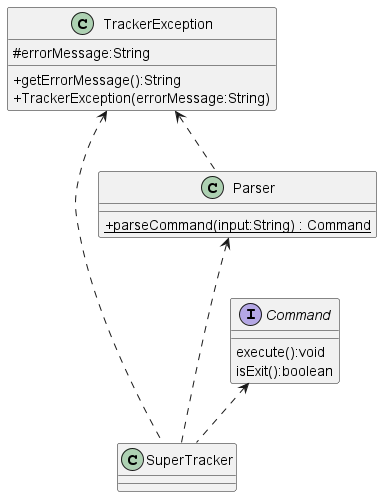 C TrackerException
#errorMessage:String
+getErrorMessage():String
+TrackerException(errorMessage:String)
C Parser
+parseCommand(input:String) : Command
I Command
execute():void
isExit():boolean
C SuperTracker